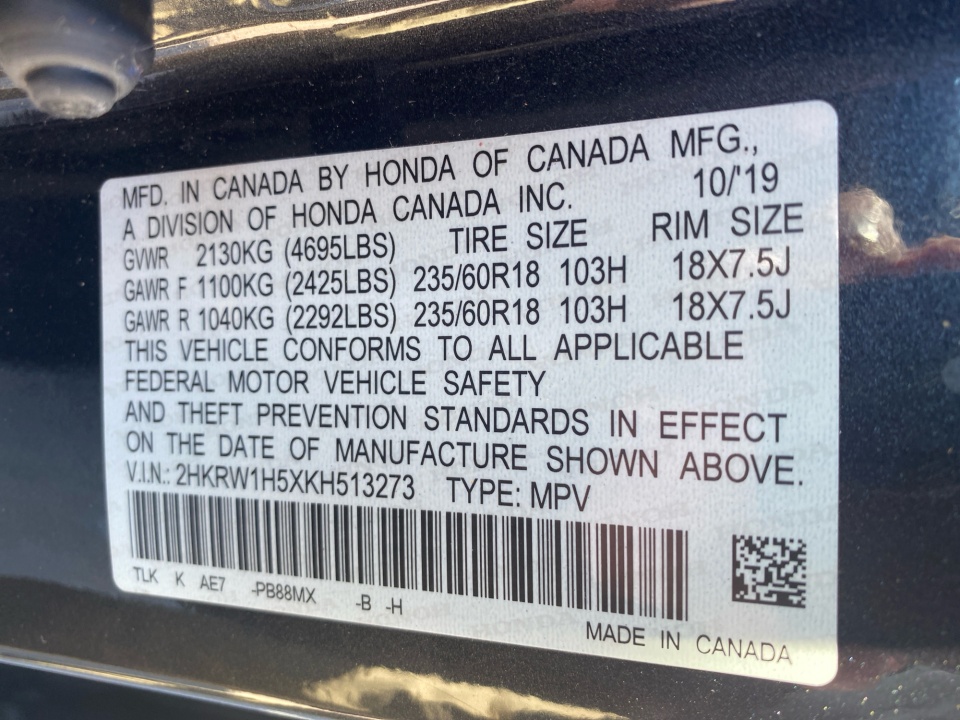 MFD. IN CANADA BY HONDA OF CANADA MFG.,
A DIVISION OF HONDA CANADA INC. 10/'19
GVWR 2130KG (4695LBS) TIRE SIZE RIM SIZE
GAWR F 1100KG (2425LBS) 235/60R18 103H 18X7.5J
GAWR R 1040KG (2292LBS) 235/60R18 103H 18X7.5J
THIS VEHICLE CONFORMS TO ALL APPLICABLE
FEDERAL MOTOR VEHICLE SAFETY
AND THEFT PREVENTION STANDARDS IN EFFECT
ON THE DATE OF MANUFACTURE SHOWN ABOVE.
V.I.N.: 2HKRW1H5XKH513273 TYPE: MPV
TLK K AE7 -PB88MX -B -H
MADE IN CANADA